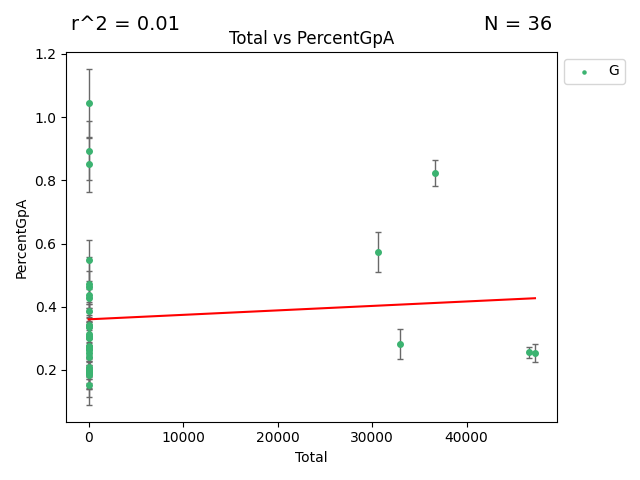 r^2 = 0.01
N = 36
Total vs PercentGpA
G
PercentGpA
1.2
1.0
0.8
0.6
0.4
0.2
0
10000
20000
30000
40000
Total